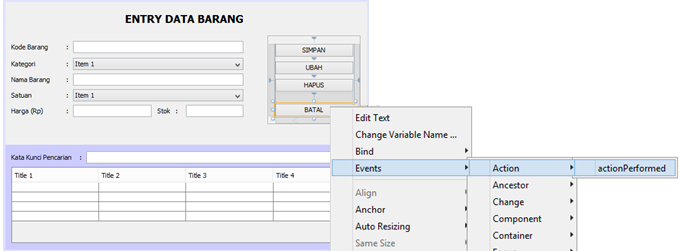 ENTRY DATA BARANG
Kode Barang :
Kategori : Item 1
Nama Barang :
Satuan : Item 1
Harga (Rp) : Stok :
SIMPAN
UBAH
HAPUS
BATAL
Kata Kunci Pencarian :
Title 1 Title 2 Title 3 Title 4
Edit Text
Change Variable Name ...
Bind
Events
Align
Anchor
Auto Resizing
Same Size
Action
Ancestor
Change
Component
Container
actionPerformed